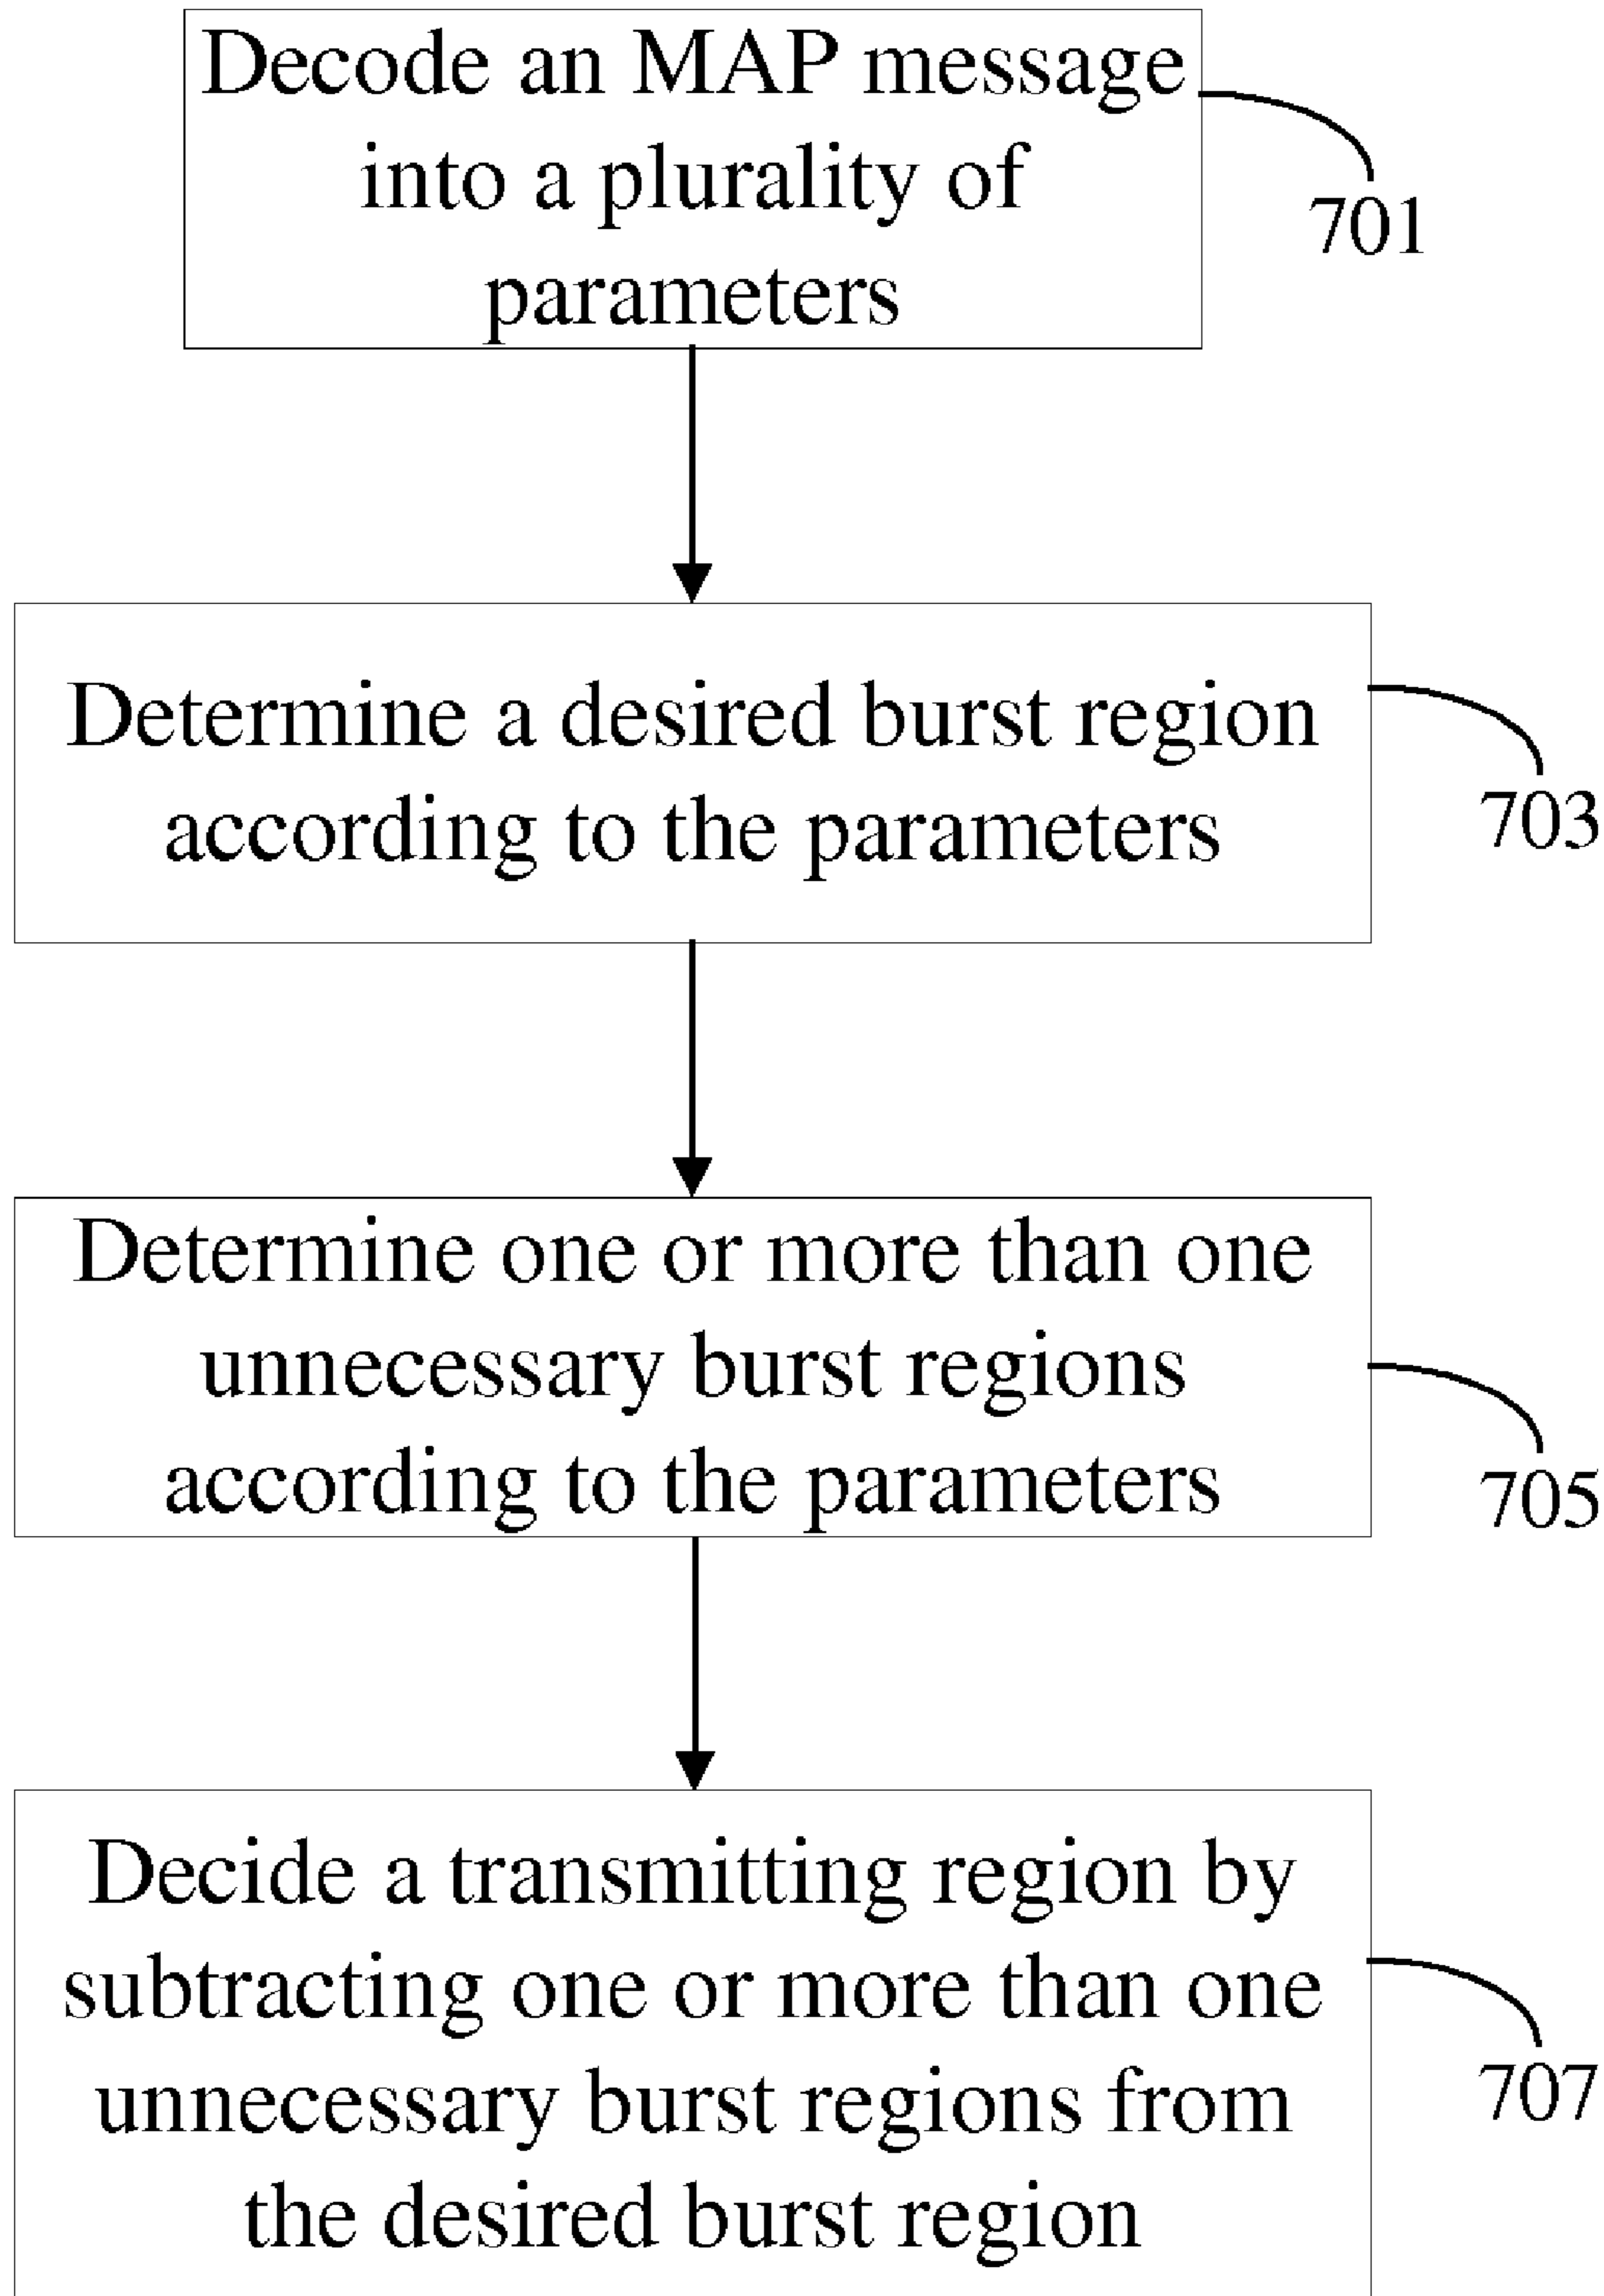 Decode an MAP message
into a plurality of
parameters
701
Determine a desired burst region
according to the parameters
703
Determine one or more than one
unnecessary burst regions
according to the parameters
705
Decide a transmitting region by
subtracting one or more than one
unnecessary burst regions from
the desired burst region
707